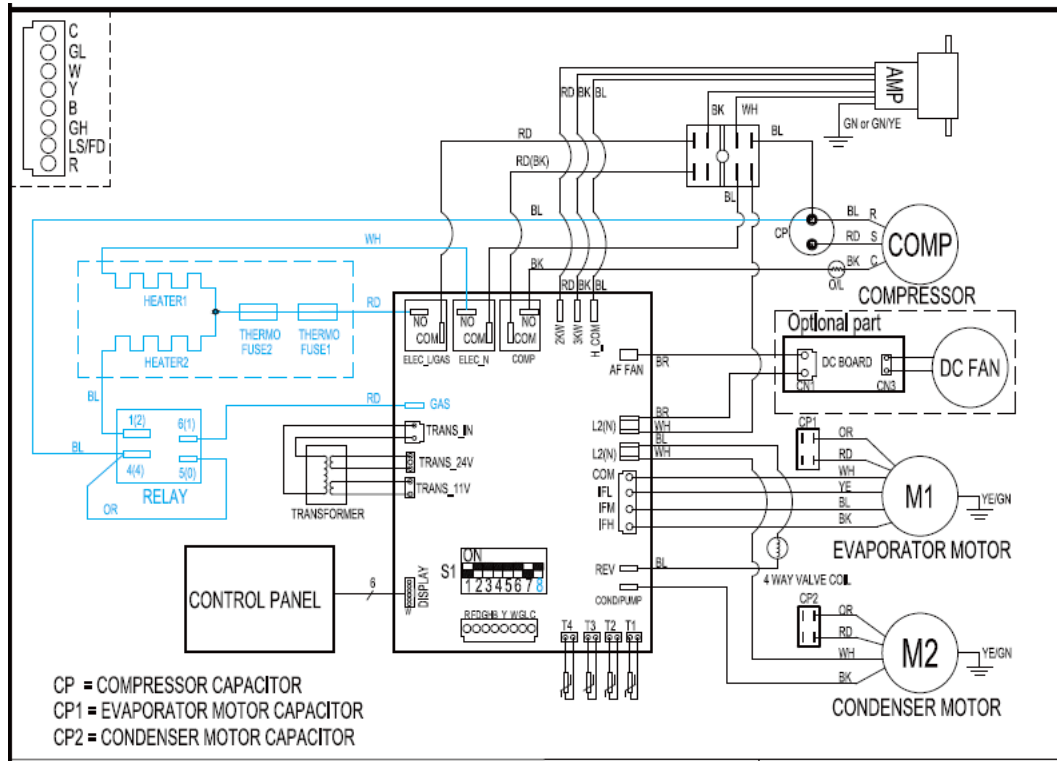 C
GL
W
Y
B
GH
LS/FD
R
RD BK BL
BK WH
AMP
GN or GN/YE
RD
RD(BK)
BL
BL
BL
CP
BL R
RD S
BK C
COMP
O/L
COMPRESSOR
WH
BK
RD BK BL
HEATER1
HEATER2
THERMO FUSE2
THERMO FUSE1
RD
NO
COM
ELEC_L/GAS
NO
COM
ELEC_N
NO
COM
COMP
2KW
3KW
H_COM
AF FAN
BR
Optional part
DC BOARD
CN1
CN3
DC FAN
BL
BL
1(2)
6(1)
4(4)
5(0)
RELAY
OR
RD
GAS
TRANS_IN
TRANS_24V
TRANS_11V
TRANSFORMER
L2(N)
BR
WH
L2(N)
BL
WH
COM
IFL
IFM
IFH
CP1
OR
RD
WH
YE
BL
BK
M1
YE/GN
EVAPORATOR MOTOR
REV
BL
4 WAY VALVE COIL
COND/PUMP
CONTROL PANEL
6
DISPLAY
S1
ON
12345678
RFDGHB Y WGLC
T4 T3 T2 T1
CP2
OR
RD
WH
BK
M2
YE/GN
CONDENSER MOTOR
CP = COMPRESSOR CAPACITOR
CP1 = EVAPORATOR MOTOR CAPACITOR
CP2 = CONDENSER MOTOR CAPACITOR